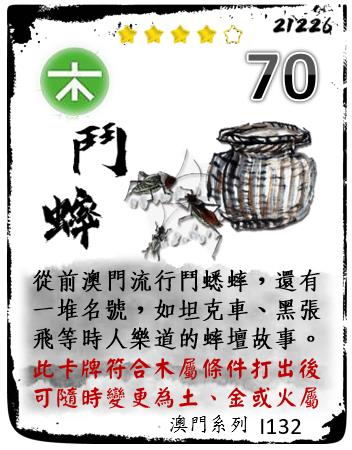 21226
木
70
鬥
蟀
從前澳門流行鬥蟋蟀，還有
一堆名號，如坦克車、黑張
飛等時人樂道的蟀壇故事。
此卡牌符合木屬條件打出後
可隨時變更為土、金或火屬
澳門系列 I132